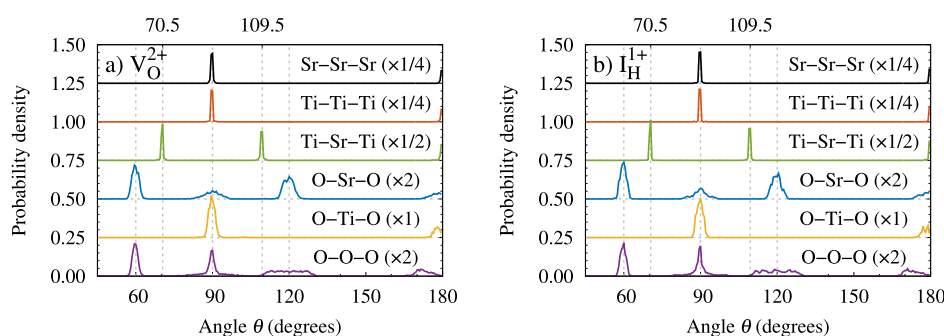 70.5 109.5
1.50
a) V_O^{2+} Sr−Sr−Sr (×1/4)
1.25
Ti−Ti−Ti (×1/4)
1.00
Ti−Sr−Ti (×1/2)
0.75
O−Sr−O (×2)
0.50
O−Ti−O (×1)
0.25
O−O−O (×2)
0.00
60 90 120 150 180
Probability density
Angle θ (degrees)
70.5 109.5
1.50
b) I_H^{1+} Sr−Sr−Sr (×1/4)
1.25
Ti−Ti−Ti (×1/4)
1.00
Ti−Sr−Ti (×1/2)
0.75
O−Sr−O (×2)
0.50
O−Ti−O (×1)
0.25
O−O−O (×2)
0.00
60 90 120 150 180
Probability density
Angle θ (degrees)